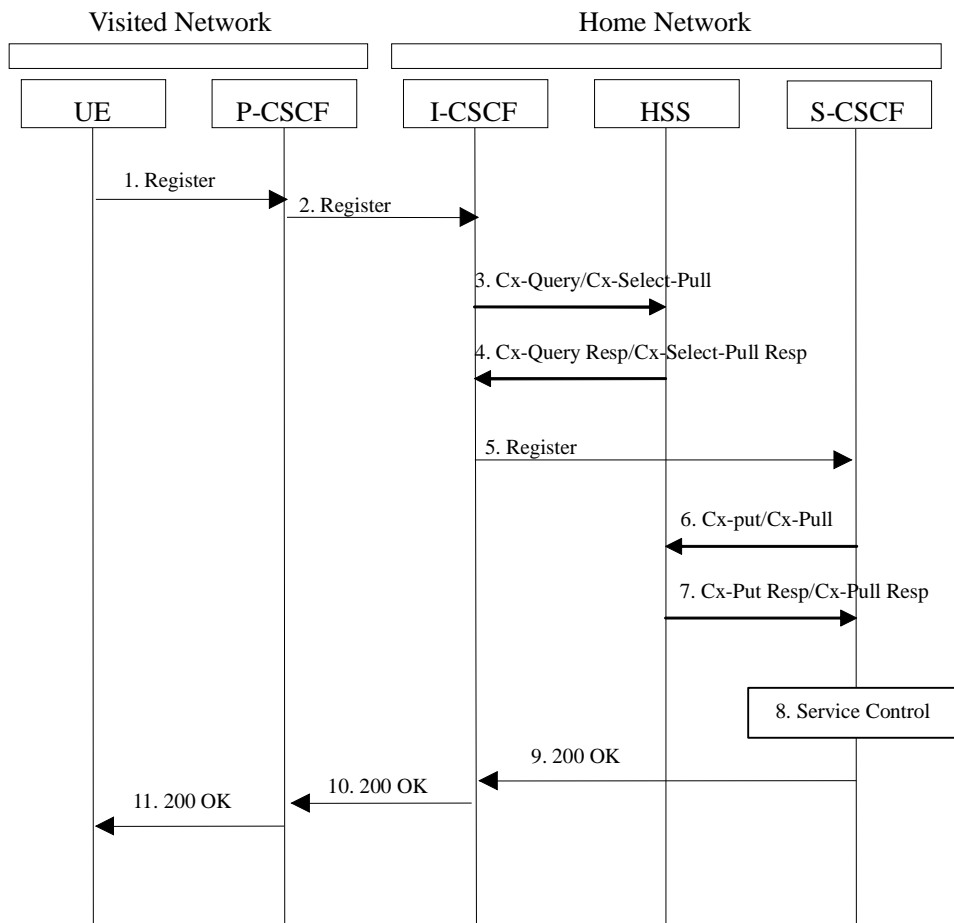 Visited Network
Home Network
UE
P-CSCF
I-CSCF
HSS
S-CSCF
1. Register
2. Register
3. Cx-Query/Cx-Select-Pull
4. Cx-Query Resp/Cx-Select-Pull Resp
5. Register
6. Cx-put/Cx-Pull
7. Cx-Put Resp/Cx-Pull Resp
8. Service Control
9. 200 OK
10. 200 OK
11. 200 OK